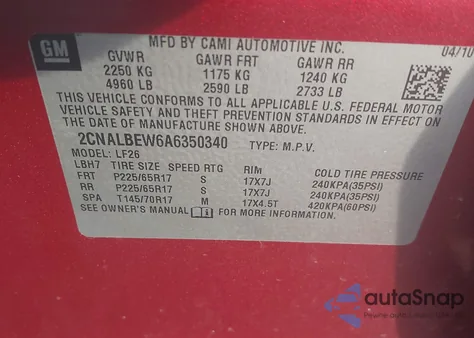 GM
MFD BY CAMI AUTOMOTIVE INC. 04/10
GVWR GAWR FRT GAWR RR
2250 KG 1175 KG 1240 KG
4960 LB 2590 LB 2733 LB
THIS VEHICLE CONFORMS TO ALL APPLICABLE U.S. FEDERAL MOTOR
VEHICLE SAFETY
STANDARDS IN EFFECT ON THE DATE OF
MANUFACTURE SHOWN ABOVE.
2CNALBEW6A6350340 TYPE: M.P.V.
MODEL: LF26
LBH7 TIRE SIZE SPEED RTG RIM COLD TIRE PRESSURE
FRT P225/65R17 S 17X7J 240KPA(35PSI)
RR P225/65R17 S 17X7J 240KPA(35PSI)
SPA T145/70R17 M 17X4.5T 420KPA(60PSI)
SEE OWNER'S MANUAL FOR MORE INFORMATION.
autoSnap